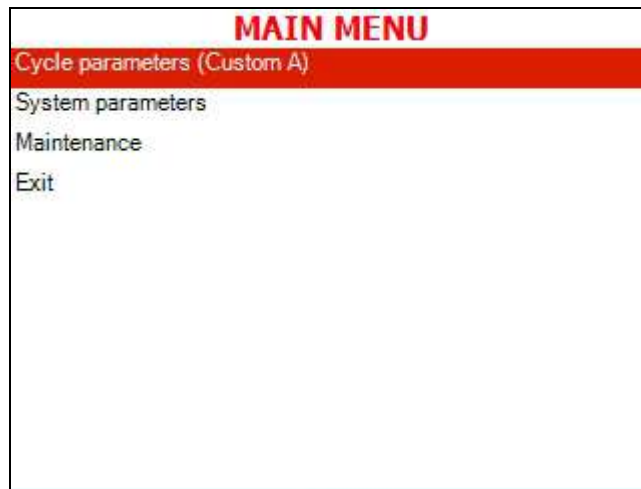 MAIN MENU
Cycle parameters (Custom A)
System parameters
Maintenance
Exit